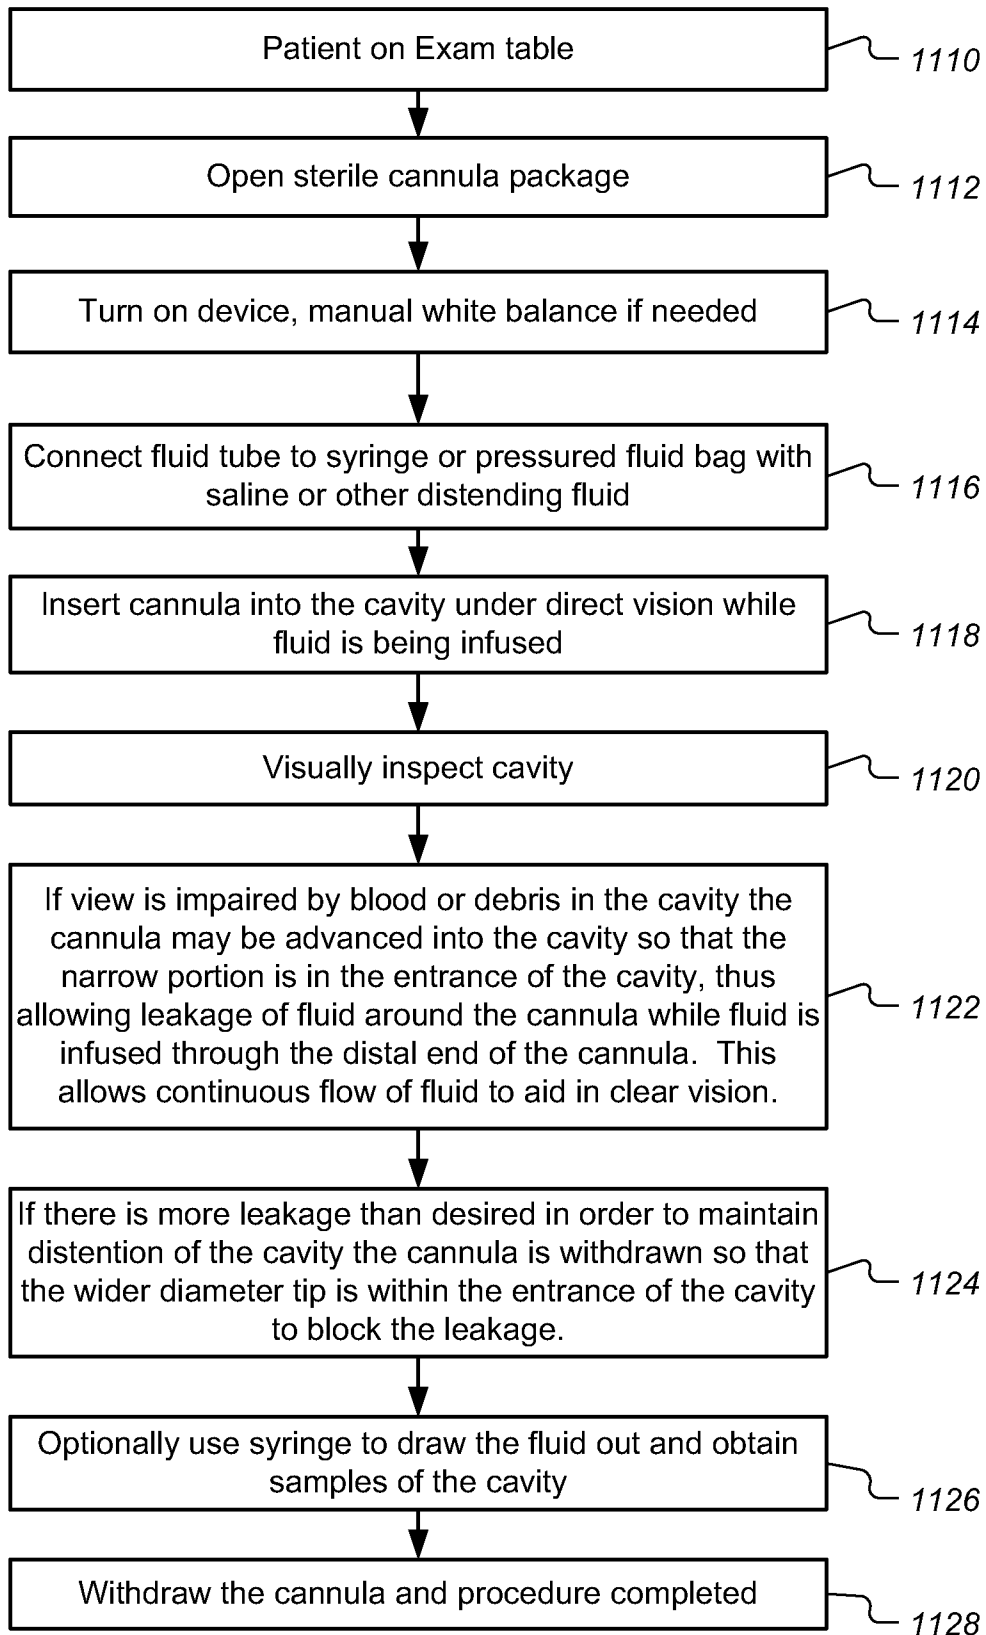 Patient on Exam table
1110
Open sterile cannula package
1112
Turn on device, manual white balance if needed
1114
Connect fluid tube to syringe or pressured fluid bag with
saline or other distending fluid
1116
Insert cannula into the cavity under direct vision while
fluid is being infused
1118
Visually inspect cavity
1120
If view is impaired by blood or debris in the cavity the
cannula may be advanced into the cavity so that the
narrow portion is in the entrance of the cavity, thus
allowing leakage of fluid around the cannula while fluid is
infused through the distal end of the cannula.  This
allows continuous flow of fluid to aid in clear vision.
1122
If there is more leakage than desired in order to maintain
distention of the cavity the cannula is withdrawn so that
the wider diameter tip is within the entrance of the cavity
to block the leakage.
1124
Optionally use syringe to draw the fluid out and obtain
samples of the cavity
1126
Withdraw the cannula and procedure completed
1128